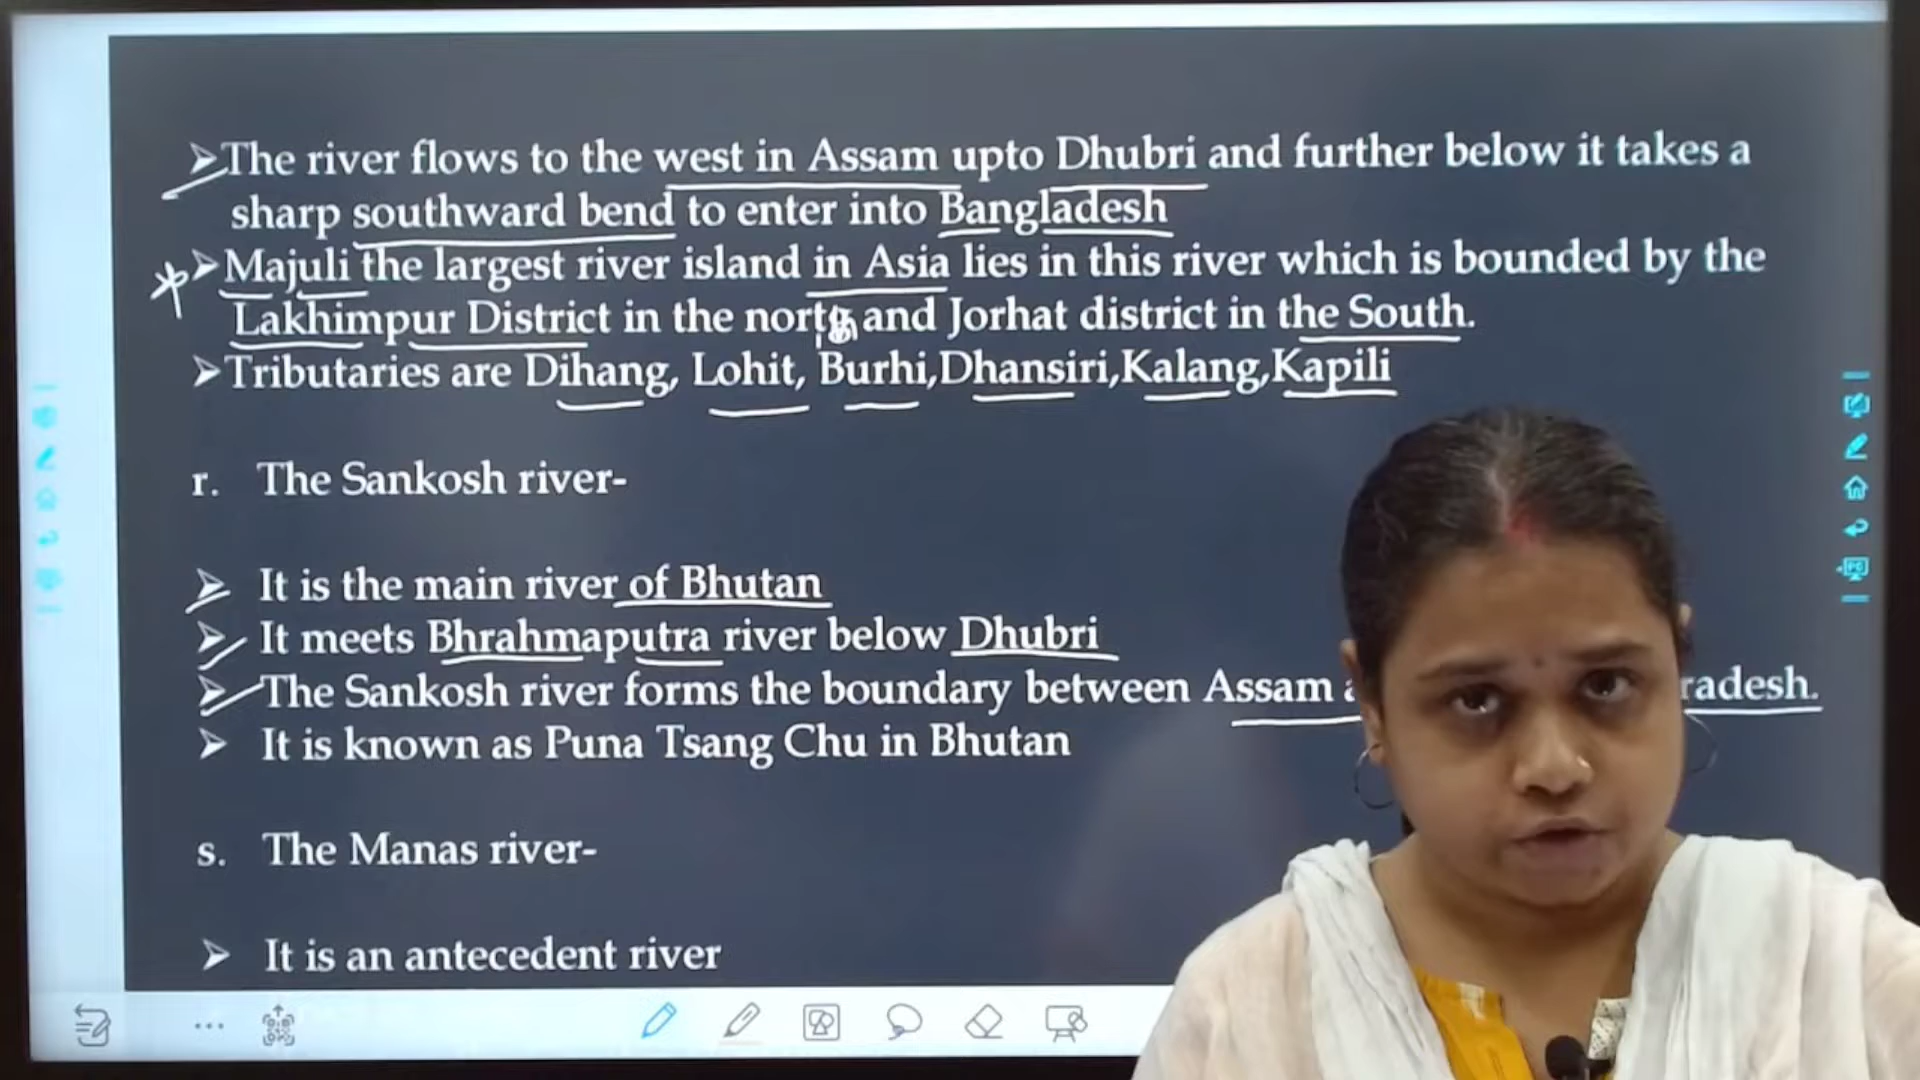 ➢The river flows to the west in Assam upto Dhubri and further below it takes a
sharp southward bend to enter into Bangladesh
➢Majuli the largest river island in Asia lies in this river which is bounded by the
Lakhimpur District in the north and Jorhat district in the South.
➢Tributaries are Dihang, Lohit, Burhi,Dhansiri,Kalang,Kapili
r. The Sankosh river-
➢ It is the main river of Bhutan
➢ It meets Bhrahmaputra river below Dhubri
➢ The Sankosh river forms the boundary between Assam radesh.
➢ It is known as Puna Tsang Chu in Bhutan
s. The Manas river-
➢ It is an antecedent river